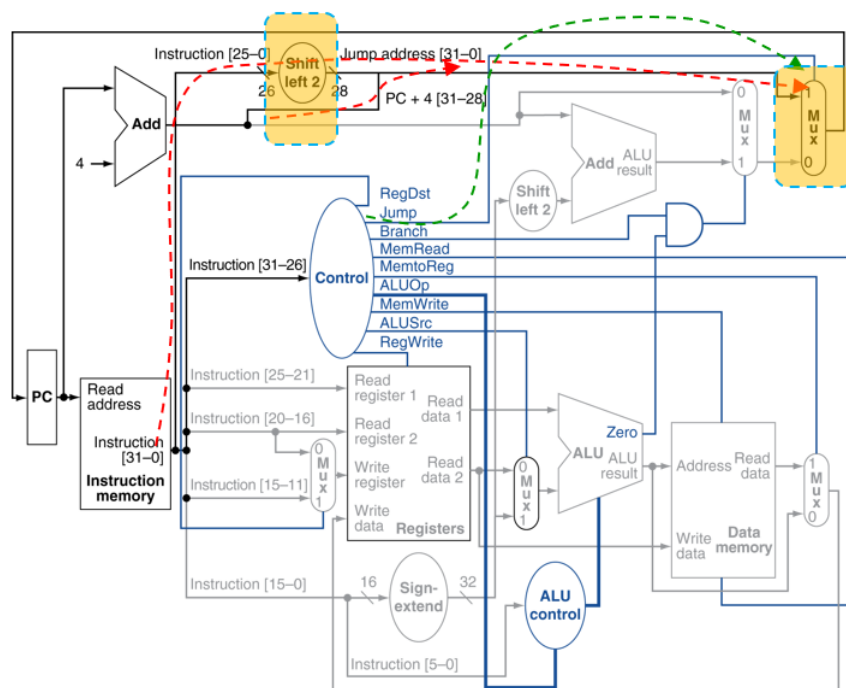 Instruction [25–0]
Shift
left 2
Jump address [31–0]
26
28
PC + 4 [31–28]
Add
4
0
M
u
x
1
1
M
u
x
0
Add
ALU
result
Shift
left 2
RegDst
Jump
Branch
MemRead
MemtoReg
ALUOp
MemWrite
ALUSrc
RegWrite
Control
Instruction [31–26]
PC
Read
address
Instruction
[31–0]
Instruction
memory
Instruction [25–21]
Instruction [20–16]
Instruction [15–11]
0
M
u
x
1
Read
register 1
Read
register 2
Write
register
Write
data
Read
data 1
Read
data 2
Registers
0
M
u
x
1
Zero
ALU
ALU
result
Address
Read
data
Write
data
Data
memory
1
M
u
x
0
Instruction [15–0]
16
Sign-
extend
32
ALU
control
Instruction [5–0]